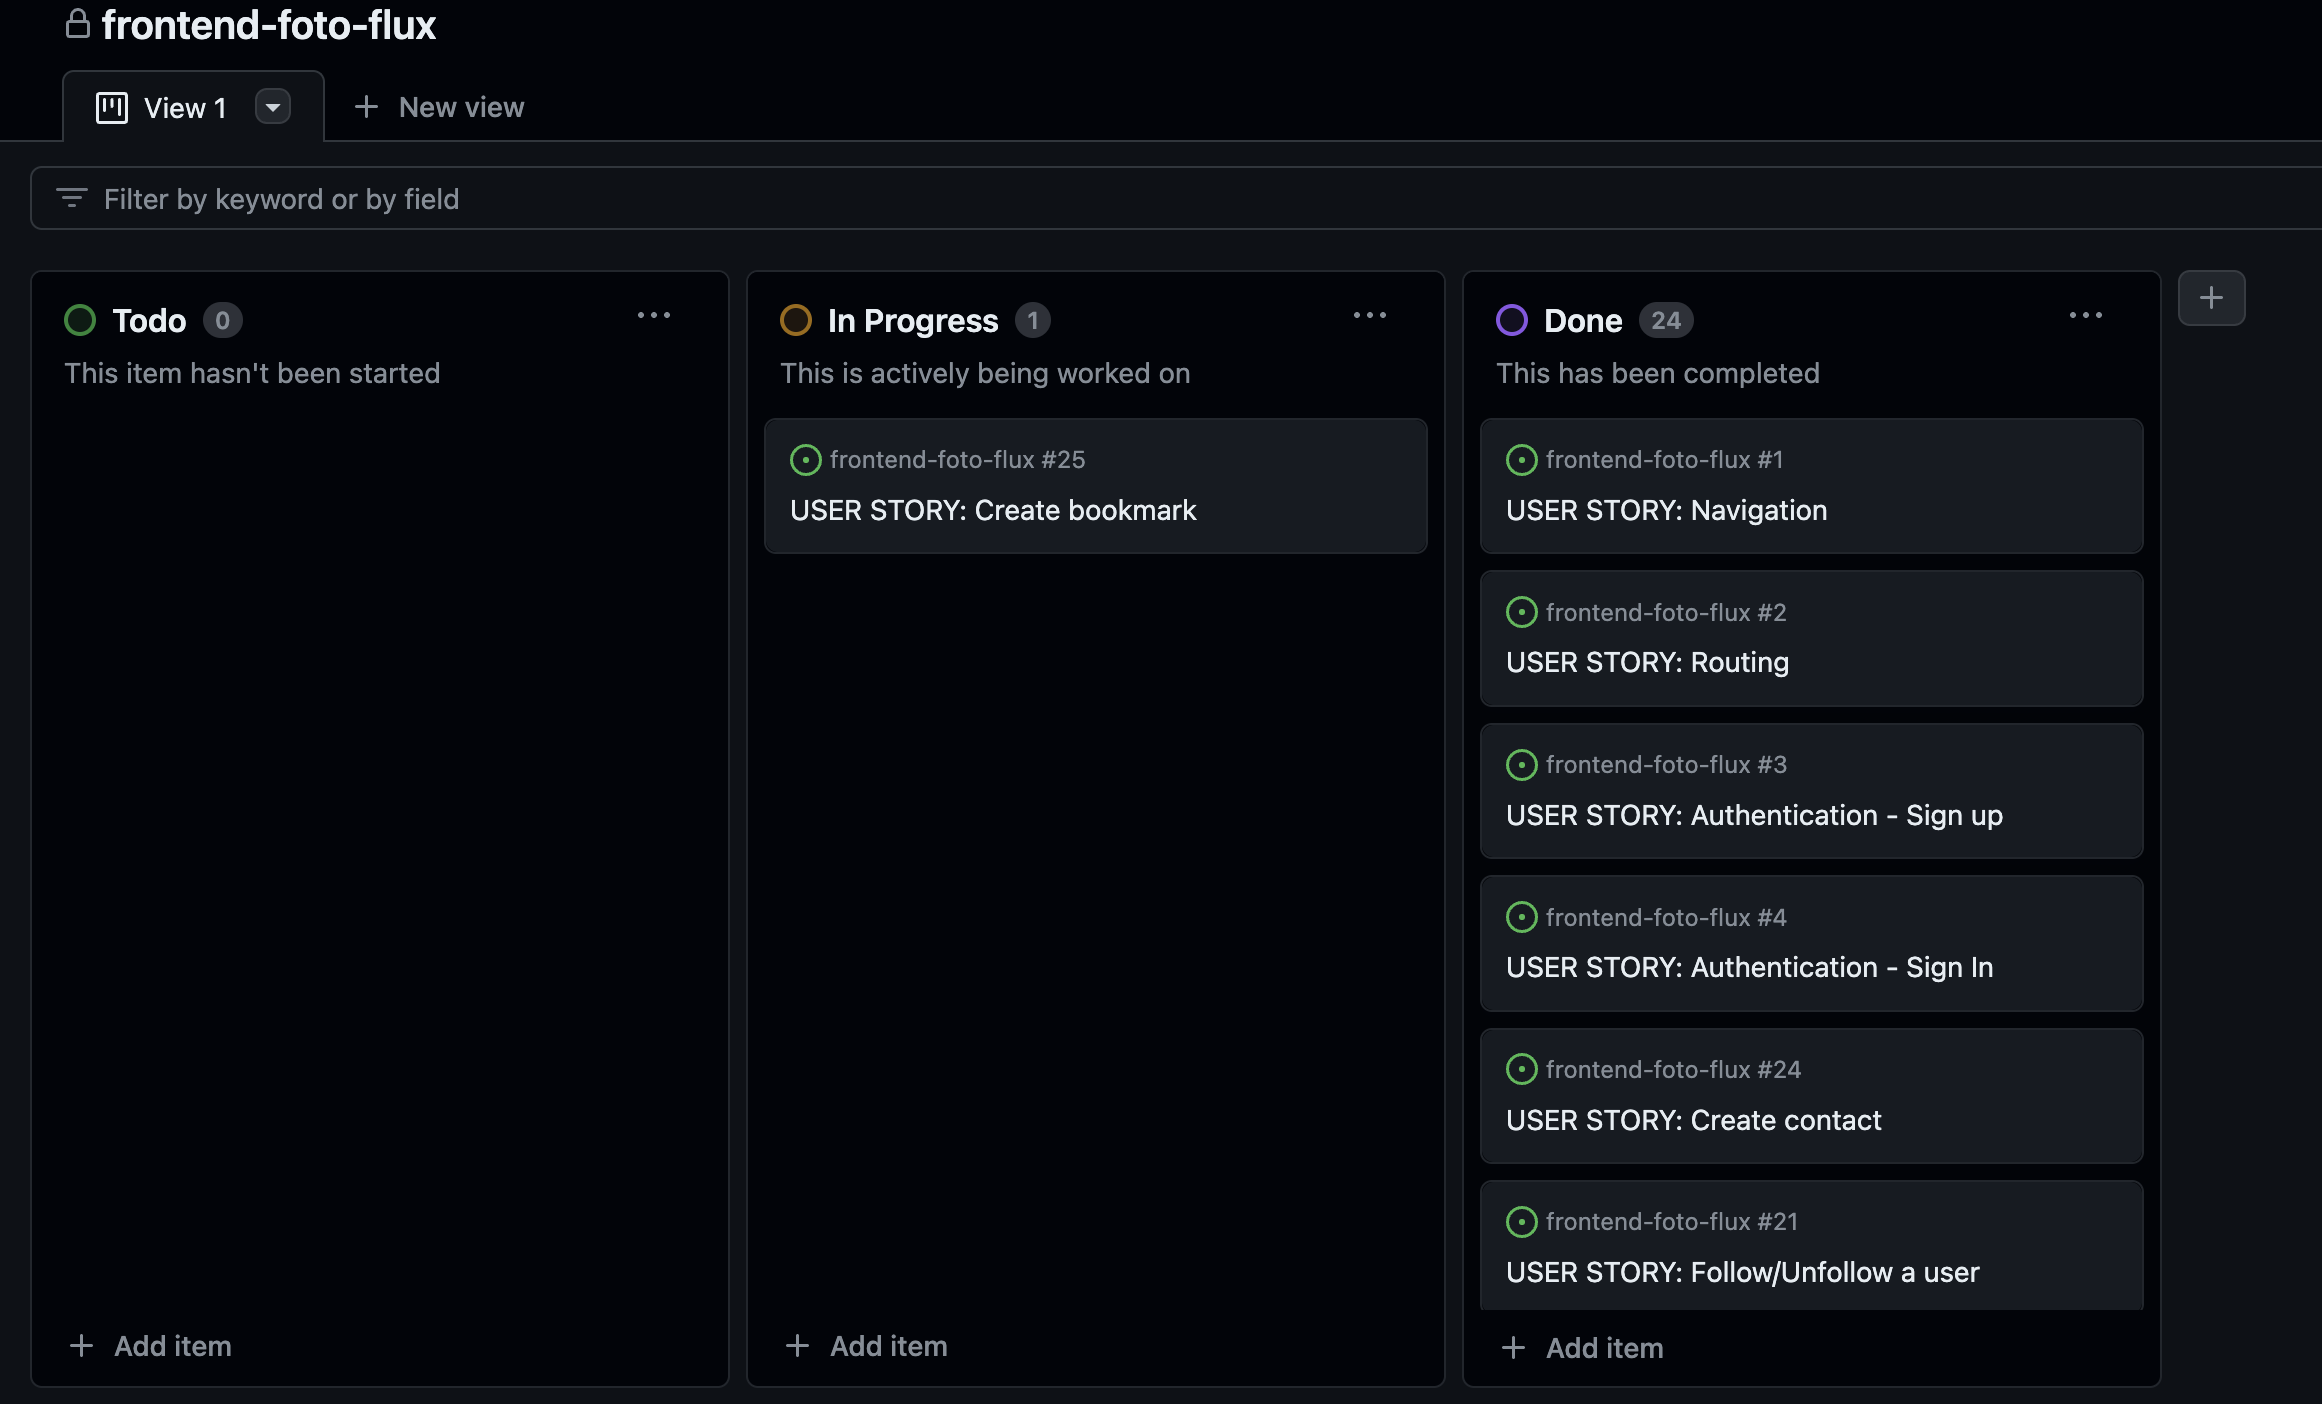 frontend-foto-flux
View 1
New view
Filter by keyword or by field
Todo 0
This item hasn't been started
Add item
In Progress 1
This is actively being worked on
frontend-foto-flux #25
USER STORY: Create bookmark
Add item
Done 24
This has been completed
frontend-foto-flux #1
USER STORY: Navigation
frontend-foto-flux #2
USER STORY: Routing
frontend-foto-flux #3
USER STORY: Authentication - Sign up
frontend-foto-flux #4
USER STORY: Authentication - Sign In
frontend-foto-flux #24
USER STORY: Create contact
frontend-foto-flux #21
USER STORY: Follow/Unfollow a user
Add item